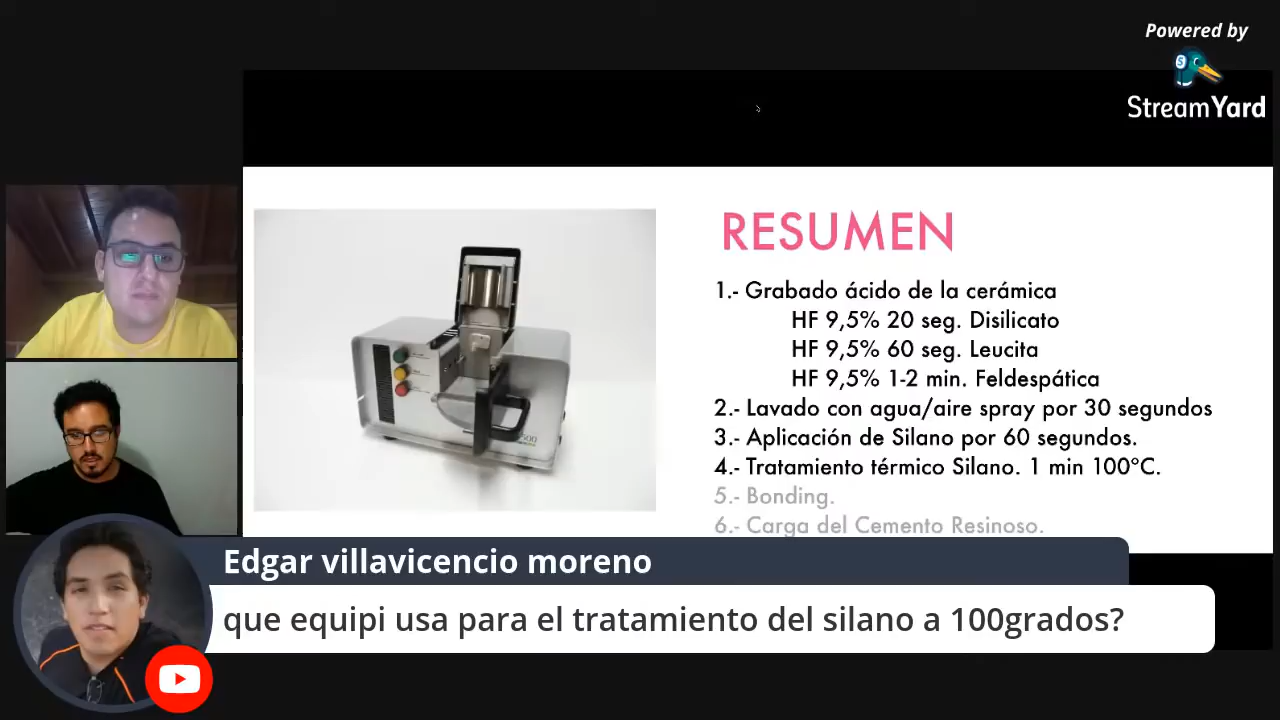 Powered by
StreamYard
RESUMEN
1.- Grabado ácido de la cerámica
HF 9,5% 20 seg. Disilicato
HF 9,5% 60 seg. Leucita
HF 9,5% 1-2 min. Feldespática
2.- Lavado con agua/aire spray por 30 segundos
3.- Aplicación de Silano por 60 segundos.
4.- Tratamiento térmico Silano. 1 min 100°C.
5.- Bonding.
6.- Carga del Cemento Resinoso.
Edgar villavicencio moreno
que equipi usa para el tratamiento del silano a 100grados?